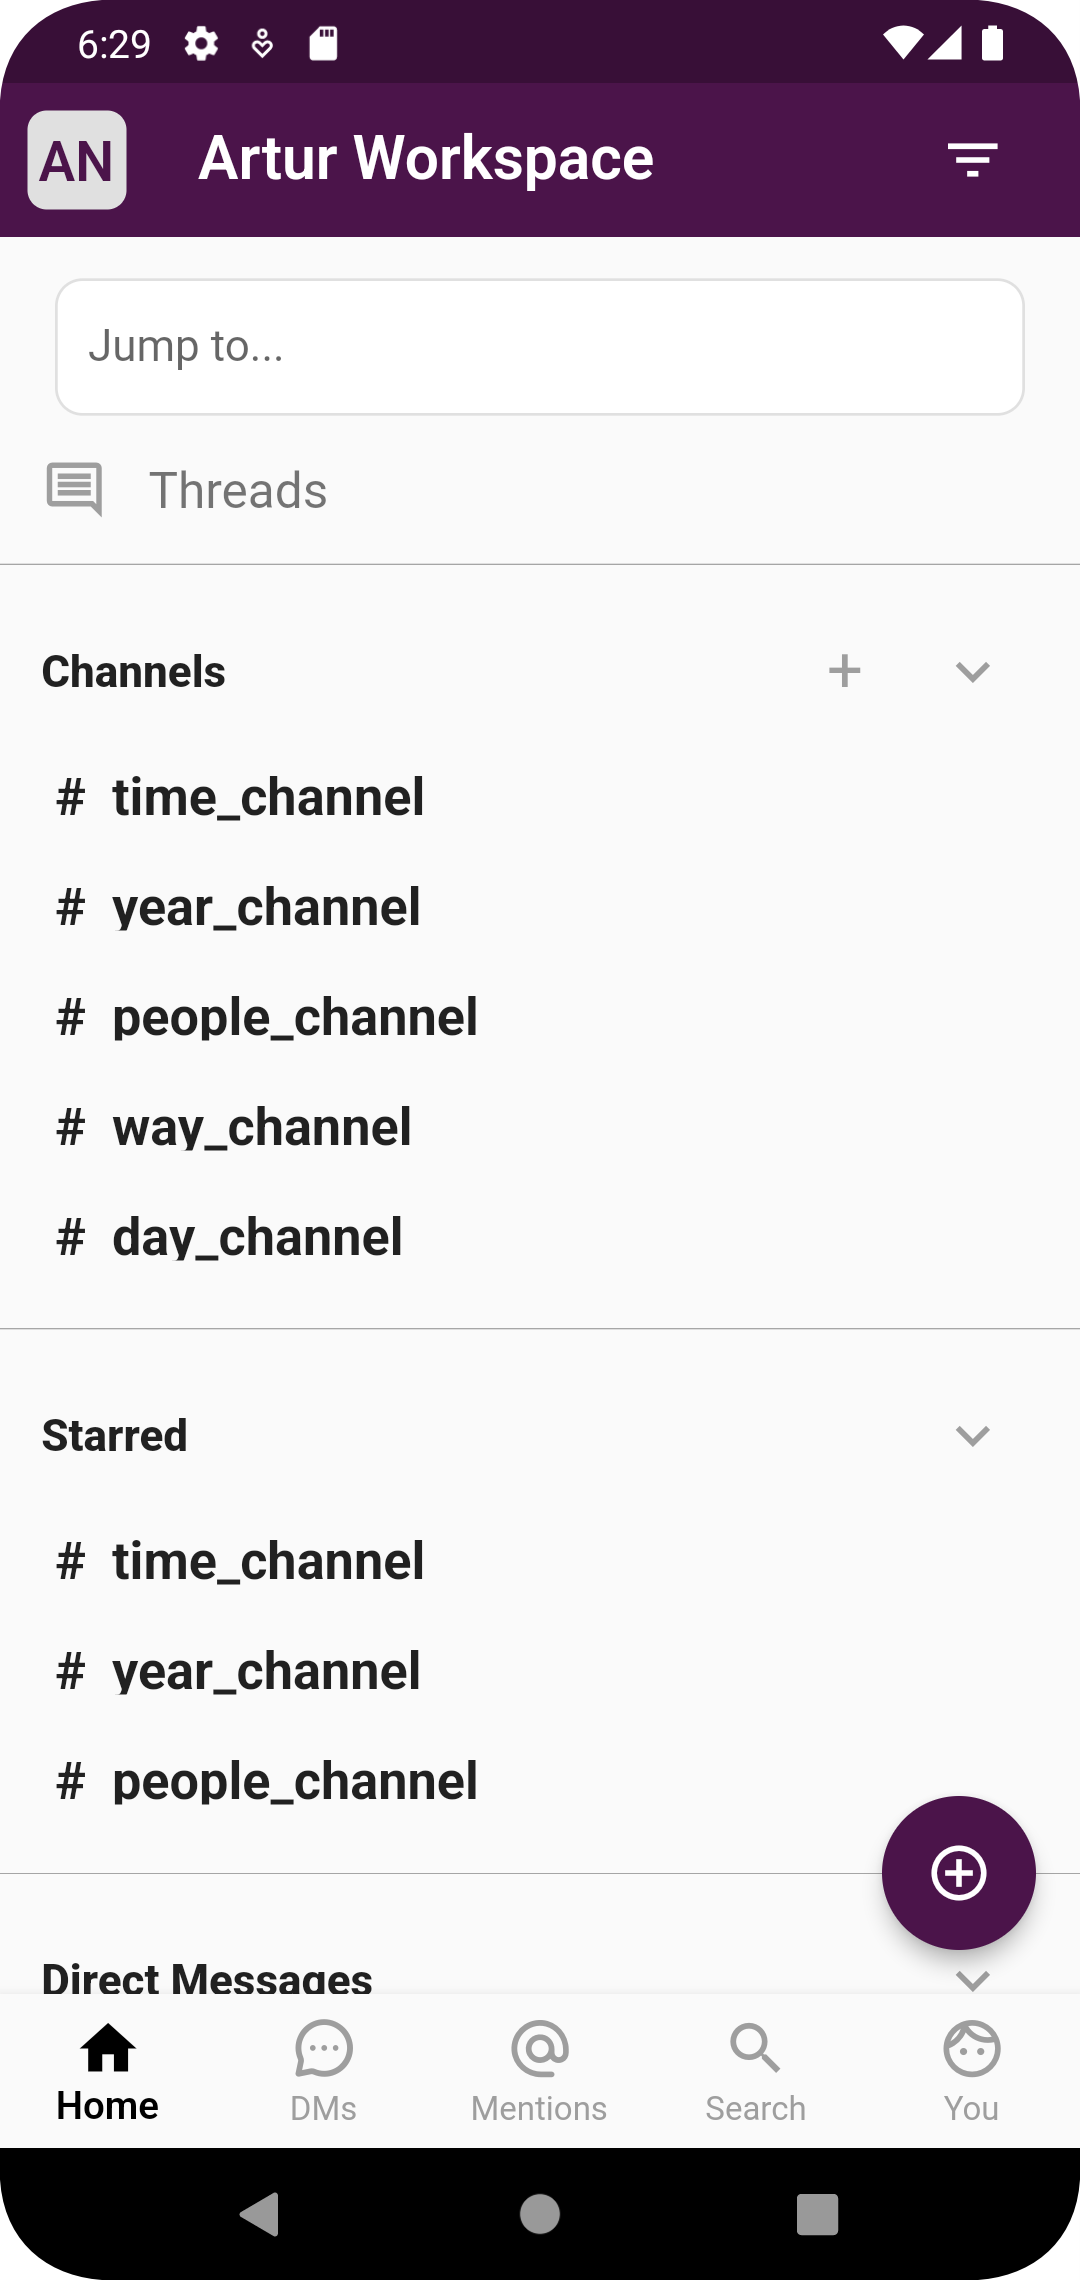 6:29
AN
Artur Workspace
Jump to...
Threads
Channels
# time_channel
# year_channel
# people_channel
# way_channel
# day_channel
Starred
# time_channel
# year_channel
# people_channel
Direct Messages
Home
DMs
Mentions
Search
You